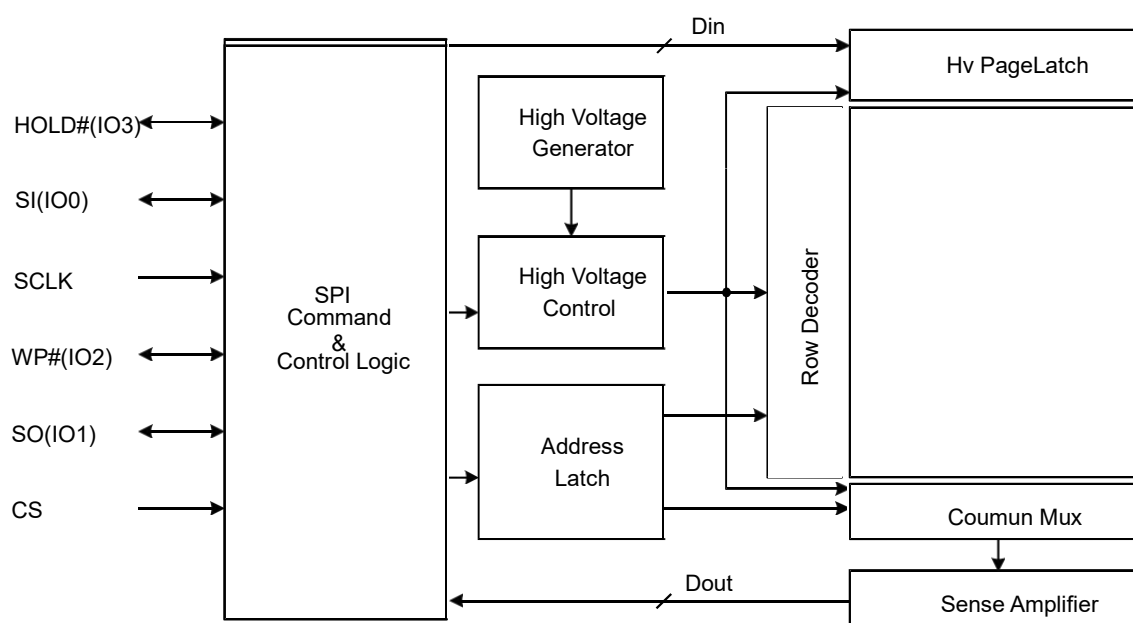 Din
Hv PageLatch
High Voltage
Generator
HOLD#(IO3)
SI(IO0)
SCLK
WP#(IO2)
SO(IO1)
CS
SPI
Command
&
Control Logic
High Voltage
Control
Row Decoder
Address
Latch
Coumun Mux
Dout
Sense Amplifier